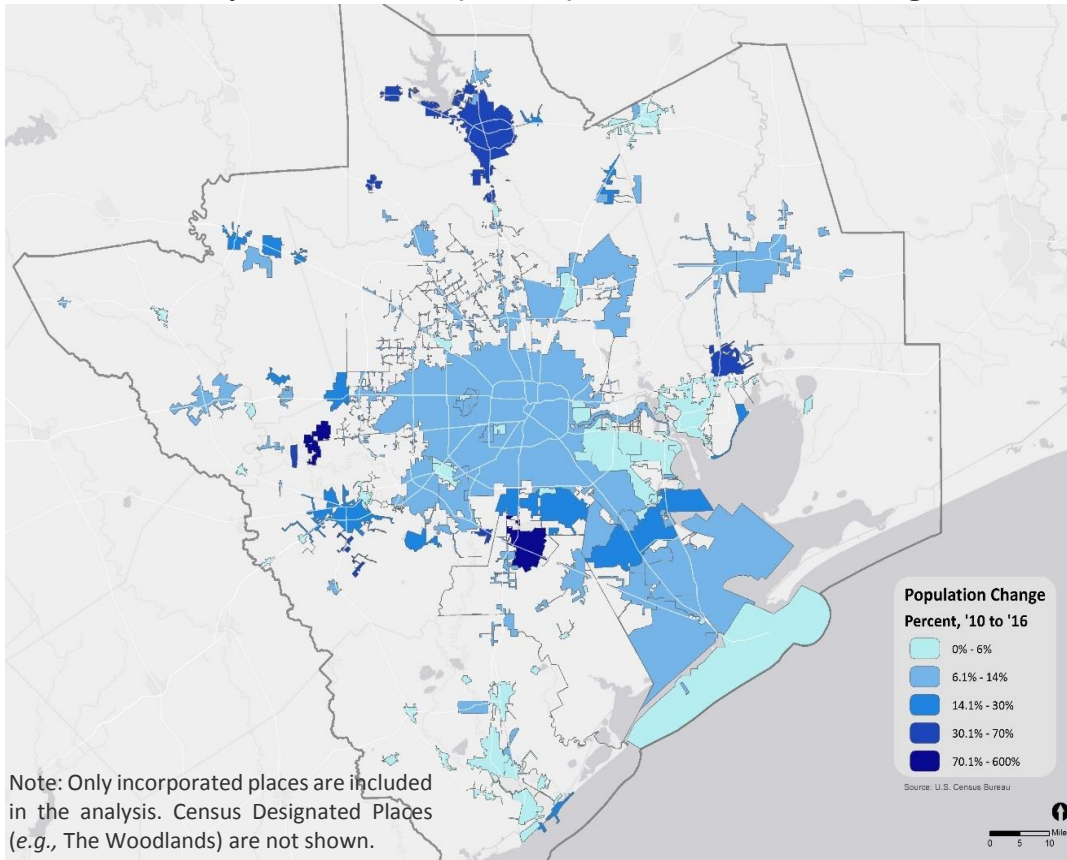 Population Change
Percent, '10 to '16
0% - 6%
6.1% - 14%
14.1% - 30%
30.1% - 70%
70.1% - 600%
Source: U.S. Census Bureau
Note: Only incorporated places are included
in the analysis. Census Designated Places
(e.g., The Woodlands) are not shown.
Mile
0 5 10